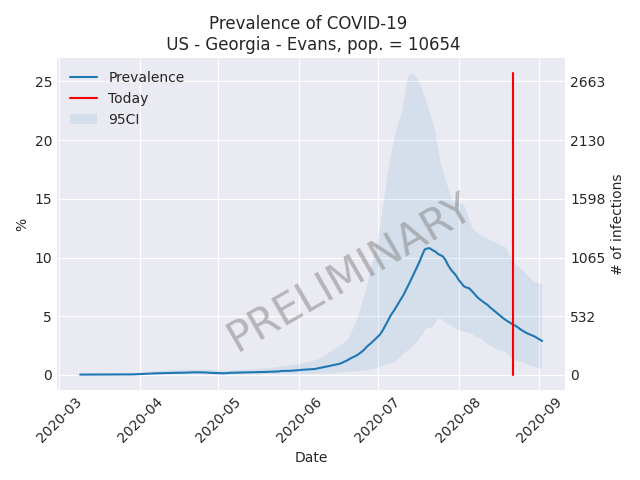 Prevalence of COVID-19
US - Georgia - Evans, pop. = 10654
Prevalence
Today
95CI
25
20
15
10
5
0
%
2663
2130
1598
1065
532
0
# of infections
PRELIMINARY
2020-03
2020-04
2020-05
2020-06
2020-07
2020-08
2020-09
Date